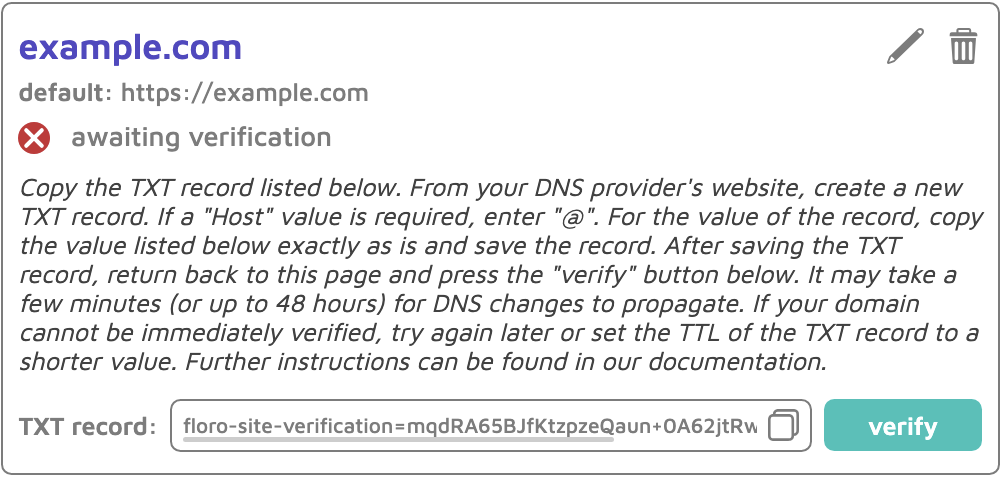 example.com
default: https://example.com
awaiting verification
Copy the TXT record listed below. From your DNS provider's website, create a new
TXT record. If a "Host" value is required, enter "@". For the value of the record, copy
the value listed below exactly as is and save the record. After saving the TXT
record, return back to this page and press the "verify" button below. It may take a
few minutes (or up to 48 hours) for DNS changes to propagate. If your domain
cannot be immediately verified, try again later or set the TTL of the TXT record to a
shorter value. Further instructions can be found in our documentation.
TXT record: floro-site-verification=mqdRA65BJfKtzpzeQaun+0A62jtRw verify